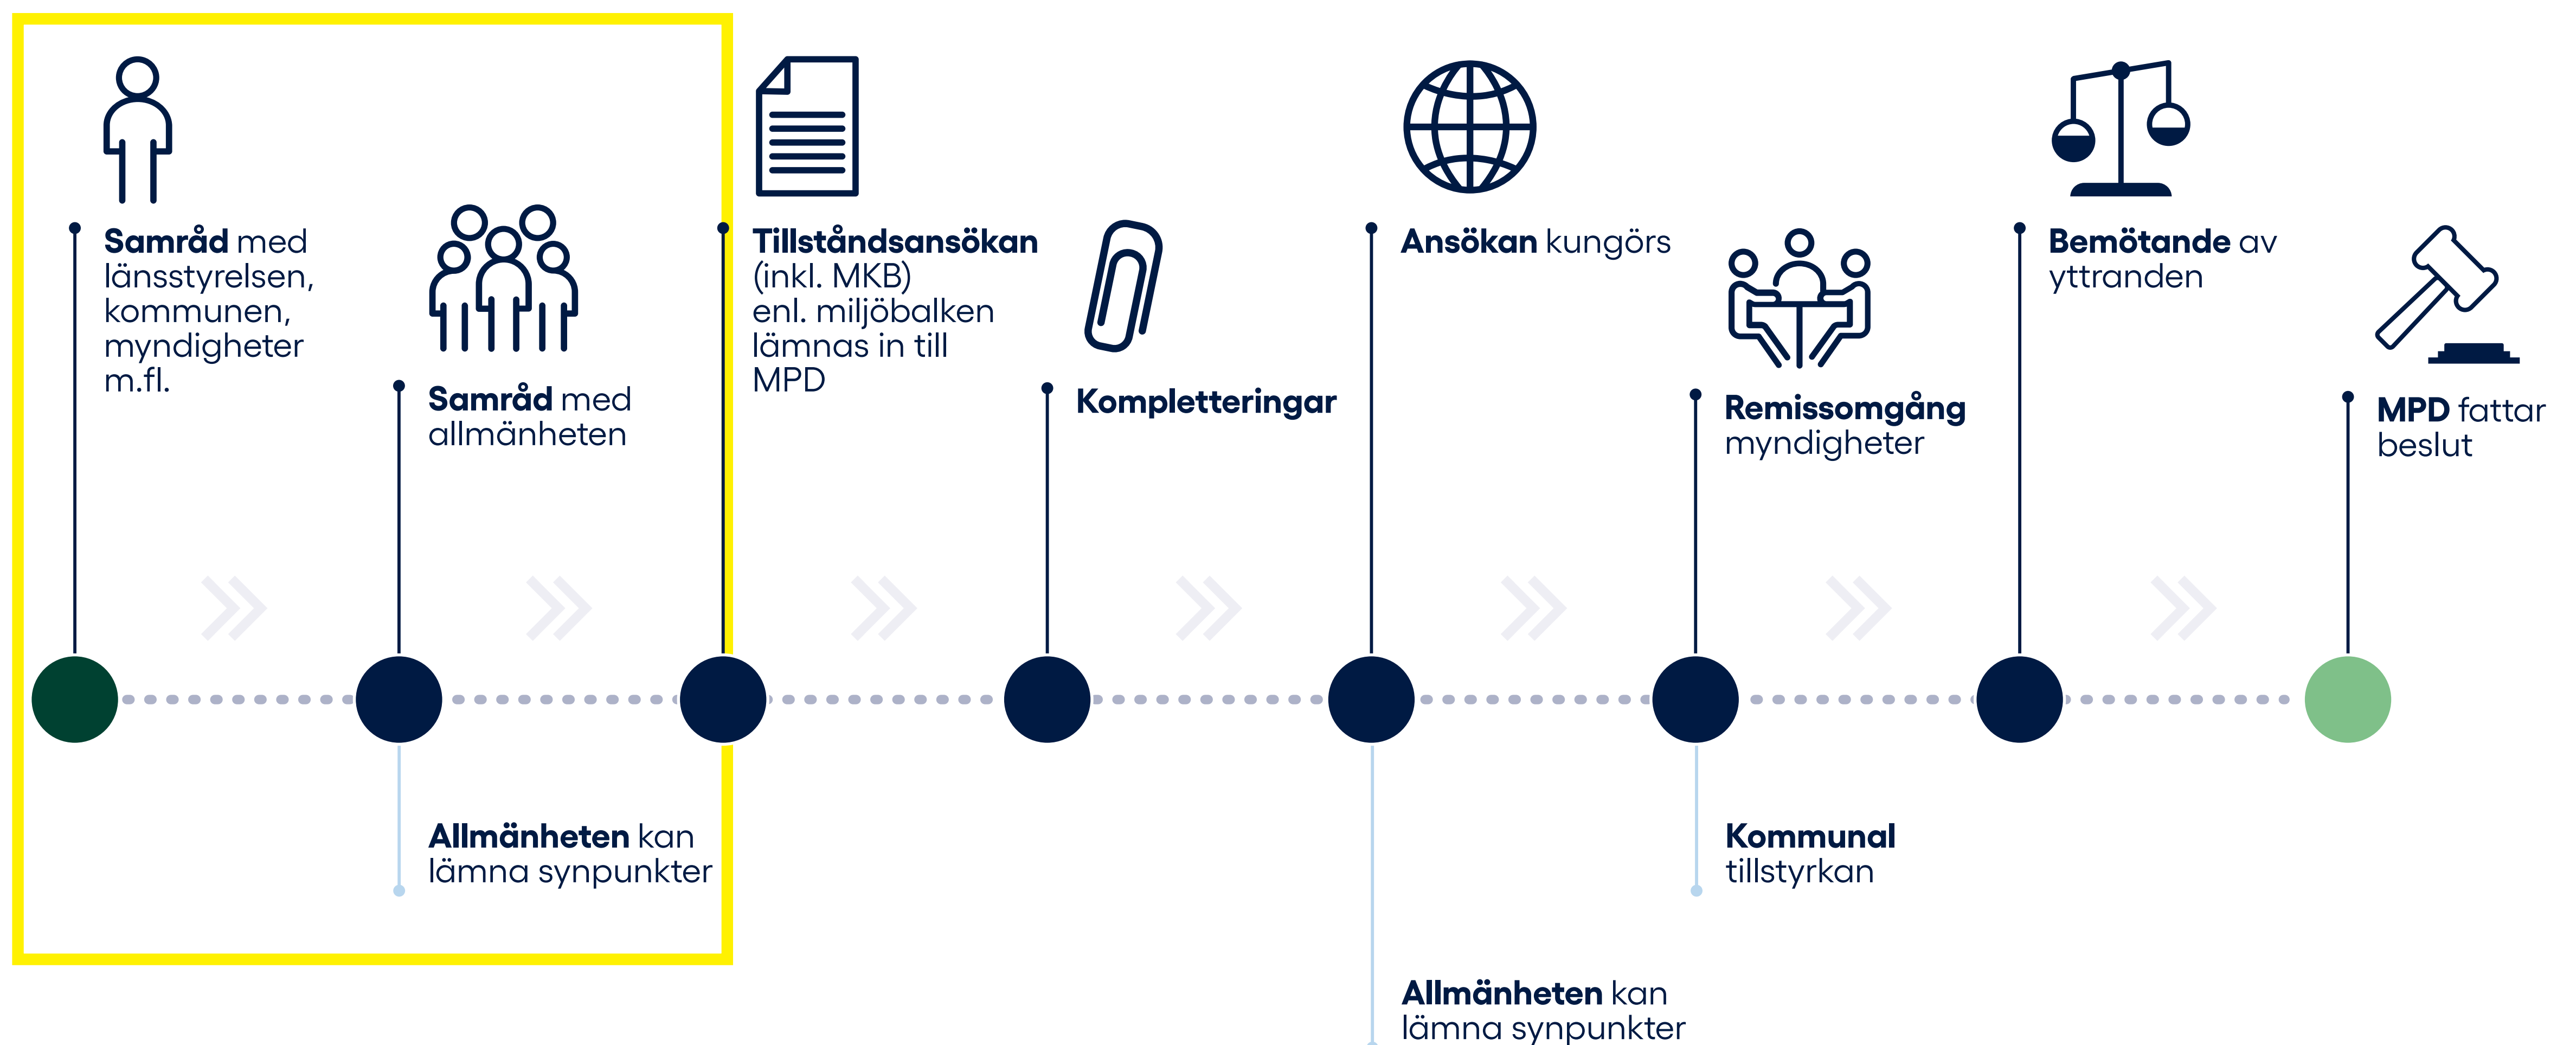 Samråd med
länsstyrelsen,
kommunen,
myndigheter
m.fl.
Samråd med
allmänheten
Tillståndsansökan
(inkl. MKB)
enl. miljöbalken
lämnas in till
MPD
Kompletteringar
Ansökan kungörs
Remissomgång
myndigheter
Bemötande av
yttranden
MPD fattar
beslut
Allmänheten kan
lämna synpunkter
Allmänheten kan
lämna synpunkter
Kommunal
tillstyrkan